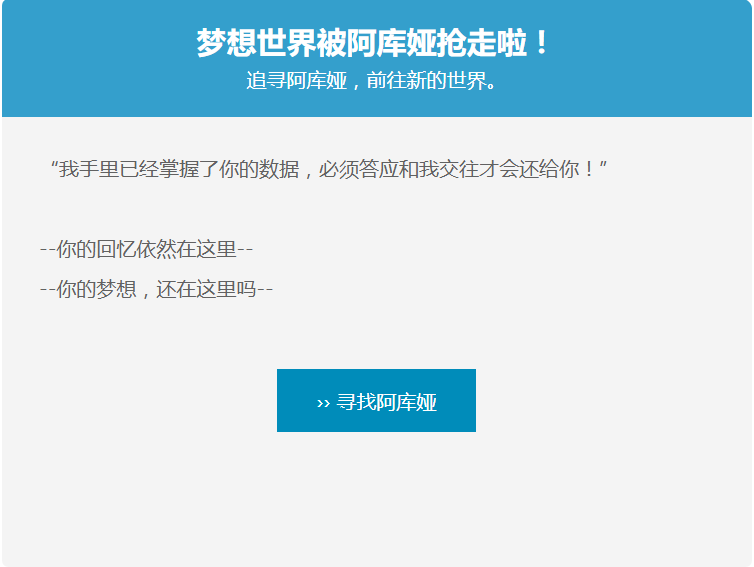 梦想世界被阿库娅抢走啦！
追寻阿库娅，前往新的世界。
“我手里已经掌握了你的数据，必须答应和我交往才会还给你！”
--你的回忆依然在这里--
--你的梦想，还在这里吗--
›› 寻找阿库娅